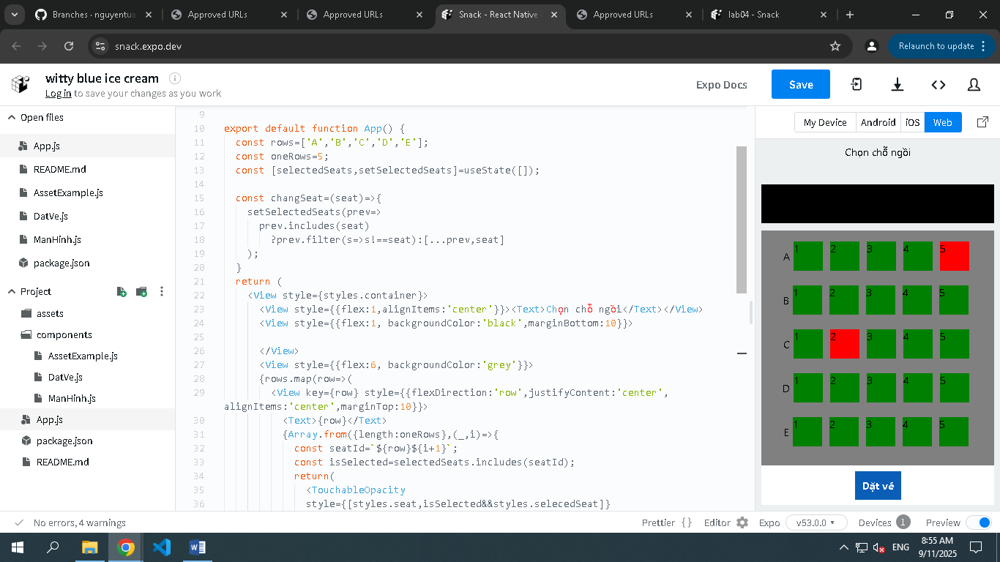 Branches · nguyentua
Approved URLs
Approved URLs
Snack - React Native
Approved URLs
lab04 - Snack
snack.expo.dev
Relaunch to update
witty blue ice cream
Log in to save your changes as you work
Expo Docs
Save
Open files
App.js
README.md
AssetExample.js
DatVe.js
ManHinh.js
package.json
Project
assets
components
AssetExample.js
DatVe.js
ManHinh.js
App.js
package.json
README.md
9
10 export default function App() {
11 const rows=['A','B','C','D','E'];
12 const oneRows=5;
13 const [selectedSeats,setSelectedSeats]=useState([]);
14
15 const changSeat=(seat)=>{
16 setSelectedSeats(prev=>
17 prev.includes(seat)
18 ?prev.filter(s=>s!==seat):[...prev,seat]
19 );
20 }
21 return (
22 <View style={styles.container}>
23 <View style={{flex:1,alignItems:'center'}}><Text>Chọn chỗ ngồi</Text></View>
24 <View style={{flex:1, backgroundColor:'black',marginBottom:10}}>
25
26 </View>
27 <View style={{flex:6, backgroundColor:'grey'}}>
28 {rows.map(row=>(
29 <View key={row} style={{flexDirection:'row',justifyContent:'center',
alignItems:'center',marginTop:10}}>
30 <Text>{row}</Text>
31 {Array.from({length:oneRows},(_,i)=>{
32 const seatId=`${row}${i+1}`;
33 const isSelected=selectedSeats.includes(seatId);
34 return(
35 <TouchableOpacity
36 style={[styles.seat,isSelected&&styles.selecedSeat]}
My Device Android iOS Web
Chọn chỗ ngồi
A 1 2 3 4 5
B 1 2 3 4 5
C 1 2 3 4 5
D 1 2 3 4 5
E 1 2 3 4 5
Đặt vé
No errors, 4 warnings
Prettier {}
Editor
Expo v53.0.0
Devices 1
Preview
ENG
8:55 AM
9/11/2025